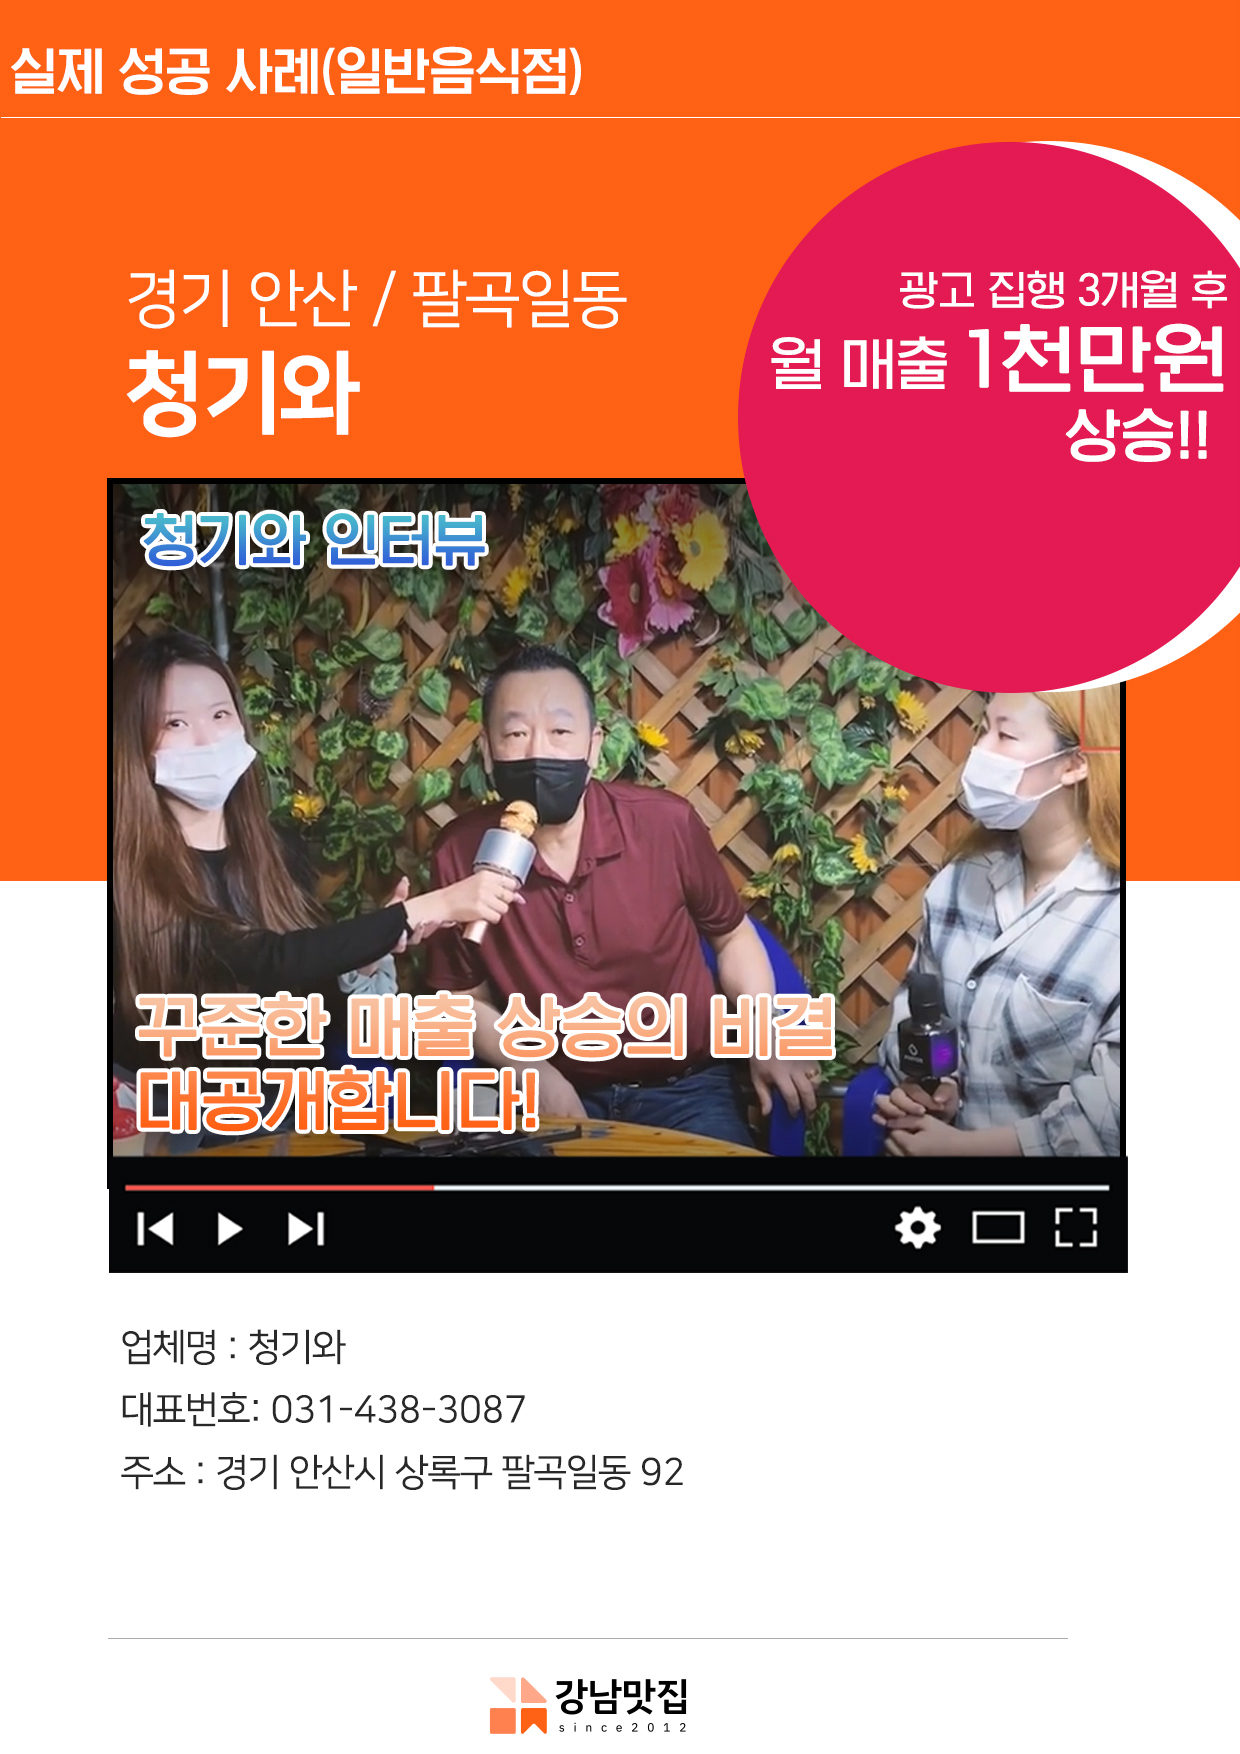 실제 성공 사례(일반음식점)
경기 안산 / 팔곡일동
청기와
광고 집행 3개월 후
월 매출 1천만원
상승!!
청기와 인터뷰
꾸준한 매출 상승의 비결
대공개합니다!
업체명 : 청기와
대표번호: 031-438-3087
주소 : 경기 안산시 상록구 팔곡일동 92
강남맛집
since2012